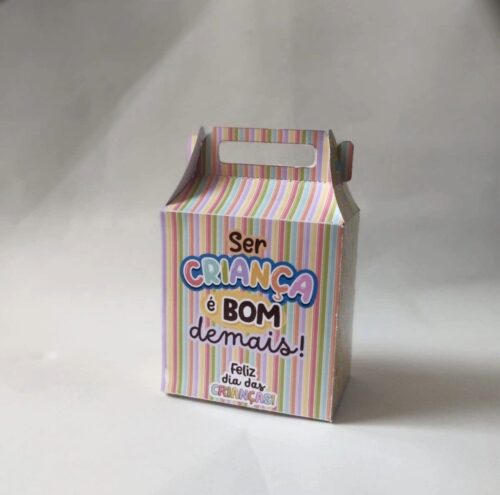 Ser
CRIANÇA
é BOM
demais!
Feliz
dia das
CRIANÇAS!